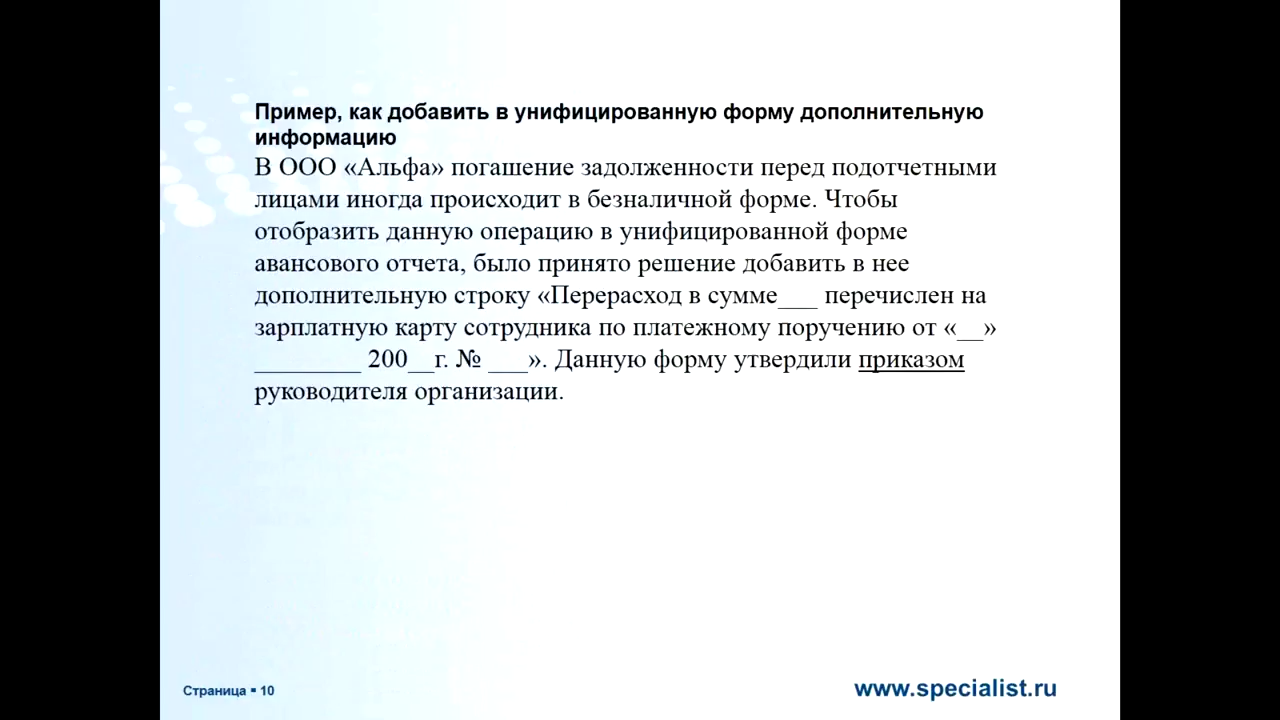 Пример, как добавить в унифицированную форму дополнительную
информацию
В ООО «Альфа» погашение задолженности перед подотчетными
лицами иногда происходит в безналичной форме. Чтобы
отобразить данную операцию в унифицированной форме
авансового отчета, было принято решение добавить в нее
дополнительную строку «Перерасход в сумме___ перечислен на
зарплатную карту сотрудника по платежному поручению от «__»
________ 200__г. № ___». Данную форму утвердили приказом
руководителя организации.
Страница ▪ 10
www.specialist.ru